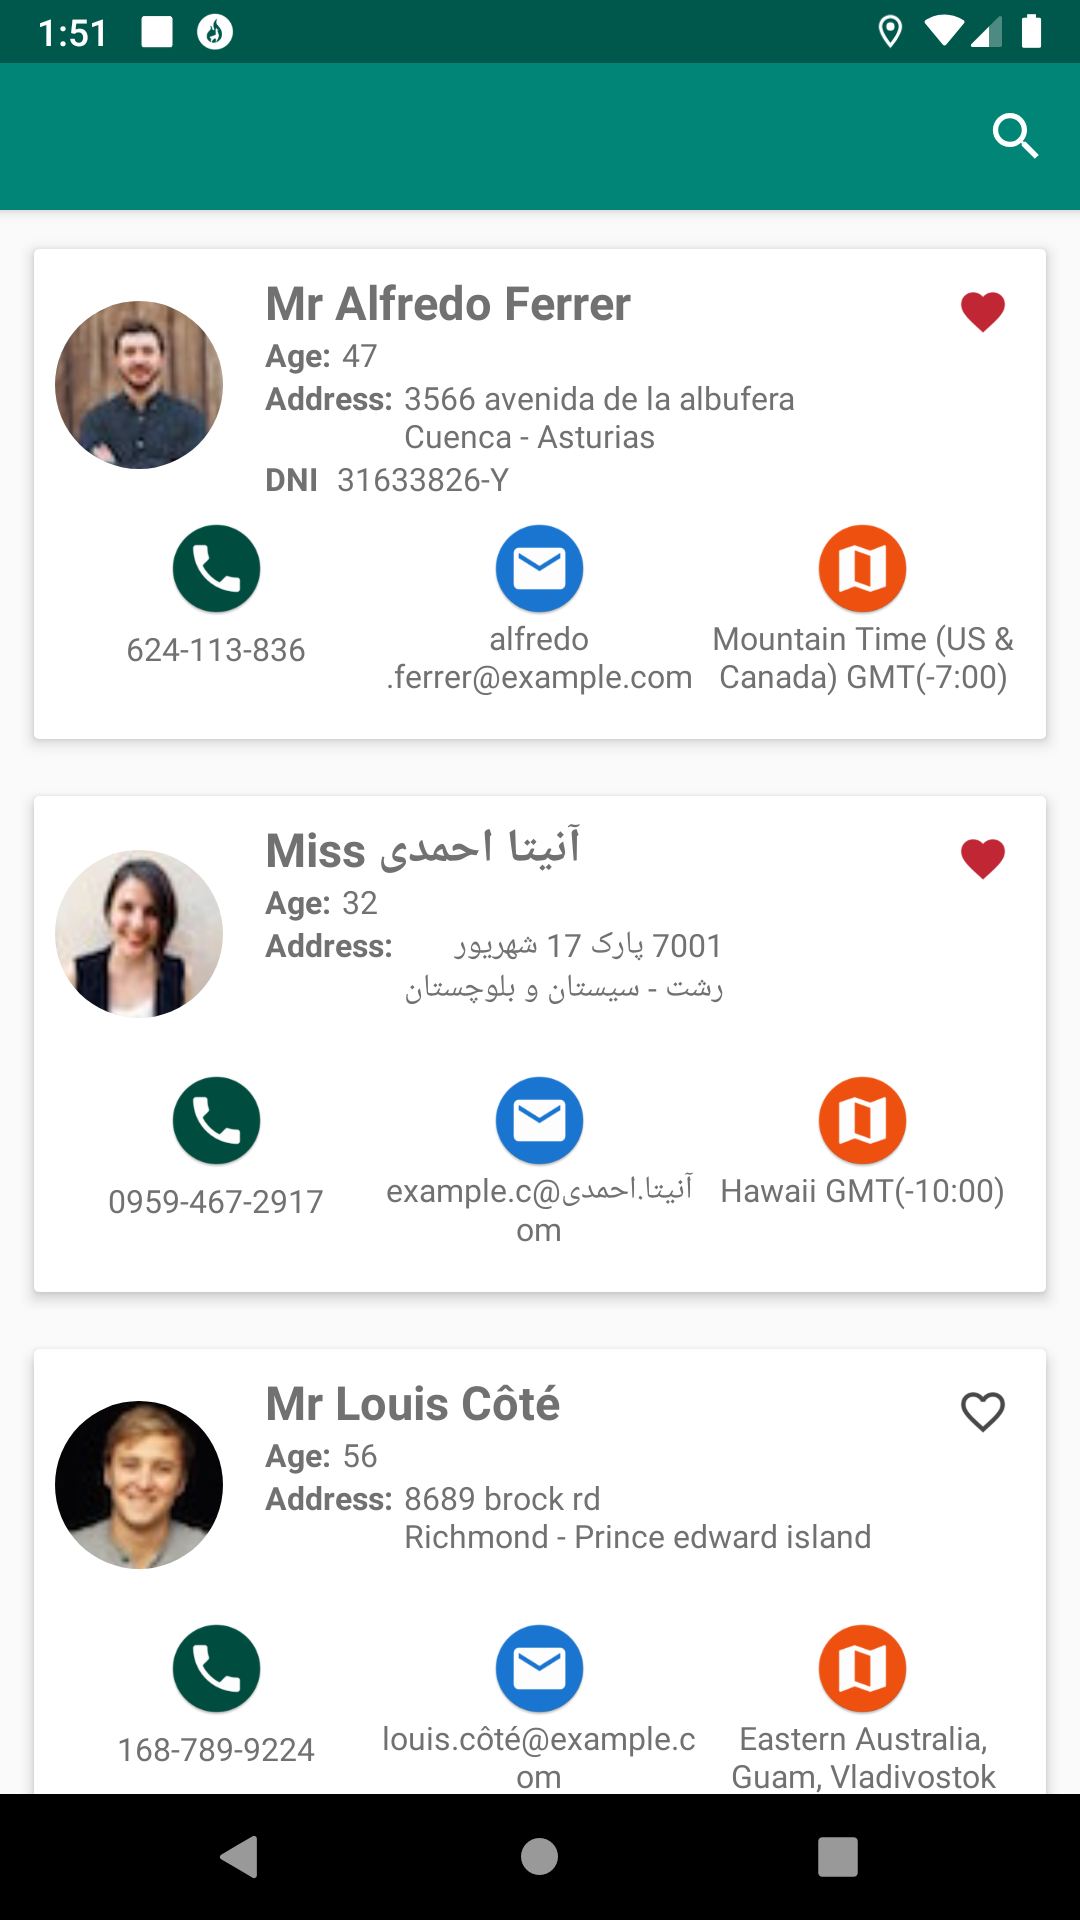 1:51
Mr Alfredo Ferrer
Age: 47
Address: 3566 avenida de la albufera
Cuenca - Asturias
DNI 31633826-Y
624-113-836
alfredo
.ferrer@example.com
Mountain Time (US &
Canada) GMT(-7:00)
Miss آنیتا احمدی
Age: 32
Address: 7001 پارک 17 شهریور
رشت - سیستان و بلوچستان
0959-467-2917
آنیتا.احمدی@example.c
om
Hawaii GMT(-10:00)
Mr Louis Côté
Age: 56
Address: 8689 brock rd
Richmond - Prince edward island
168-789-9224
louis.côté@example.c
om
Eastern Australia,
Guam, Vladivostok